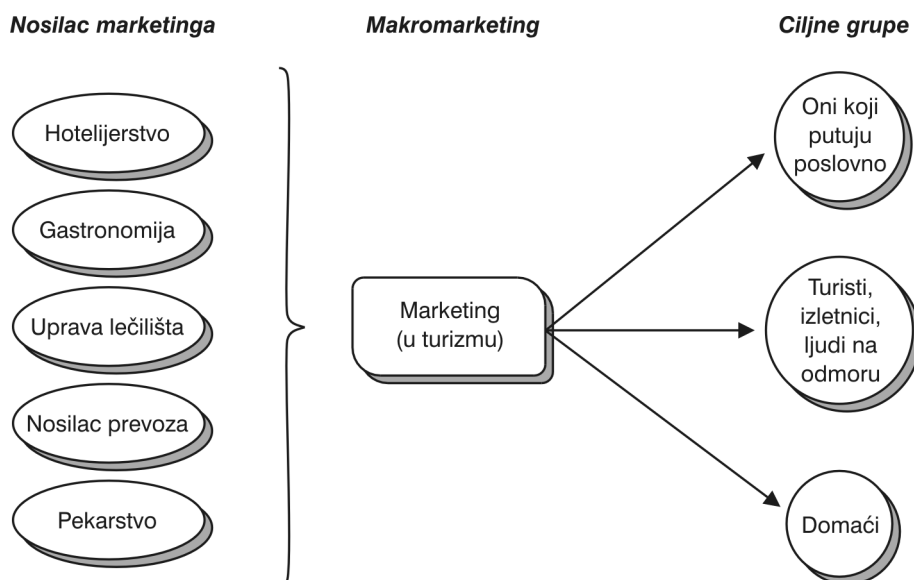 Nosilac marketinga
Makromarketing
Ciljne grupe
Hotelijerstvo
Gastronomija
Uprava lečilišta
Nosilac prevoza
Pekarstvo
Marketing
(u turizmu)
Oni koji
putuju
poslovno
Turisti,
izletnici,
ljudi na
odmoru
Domaći